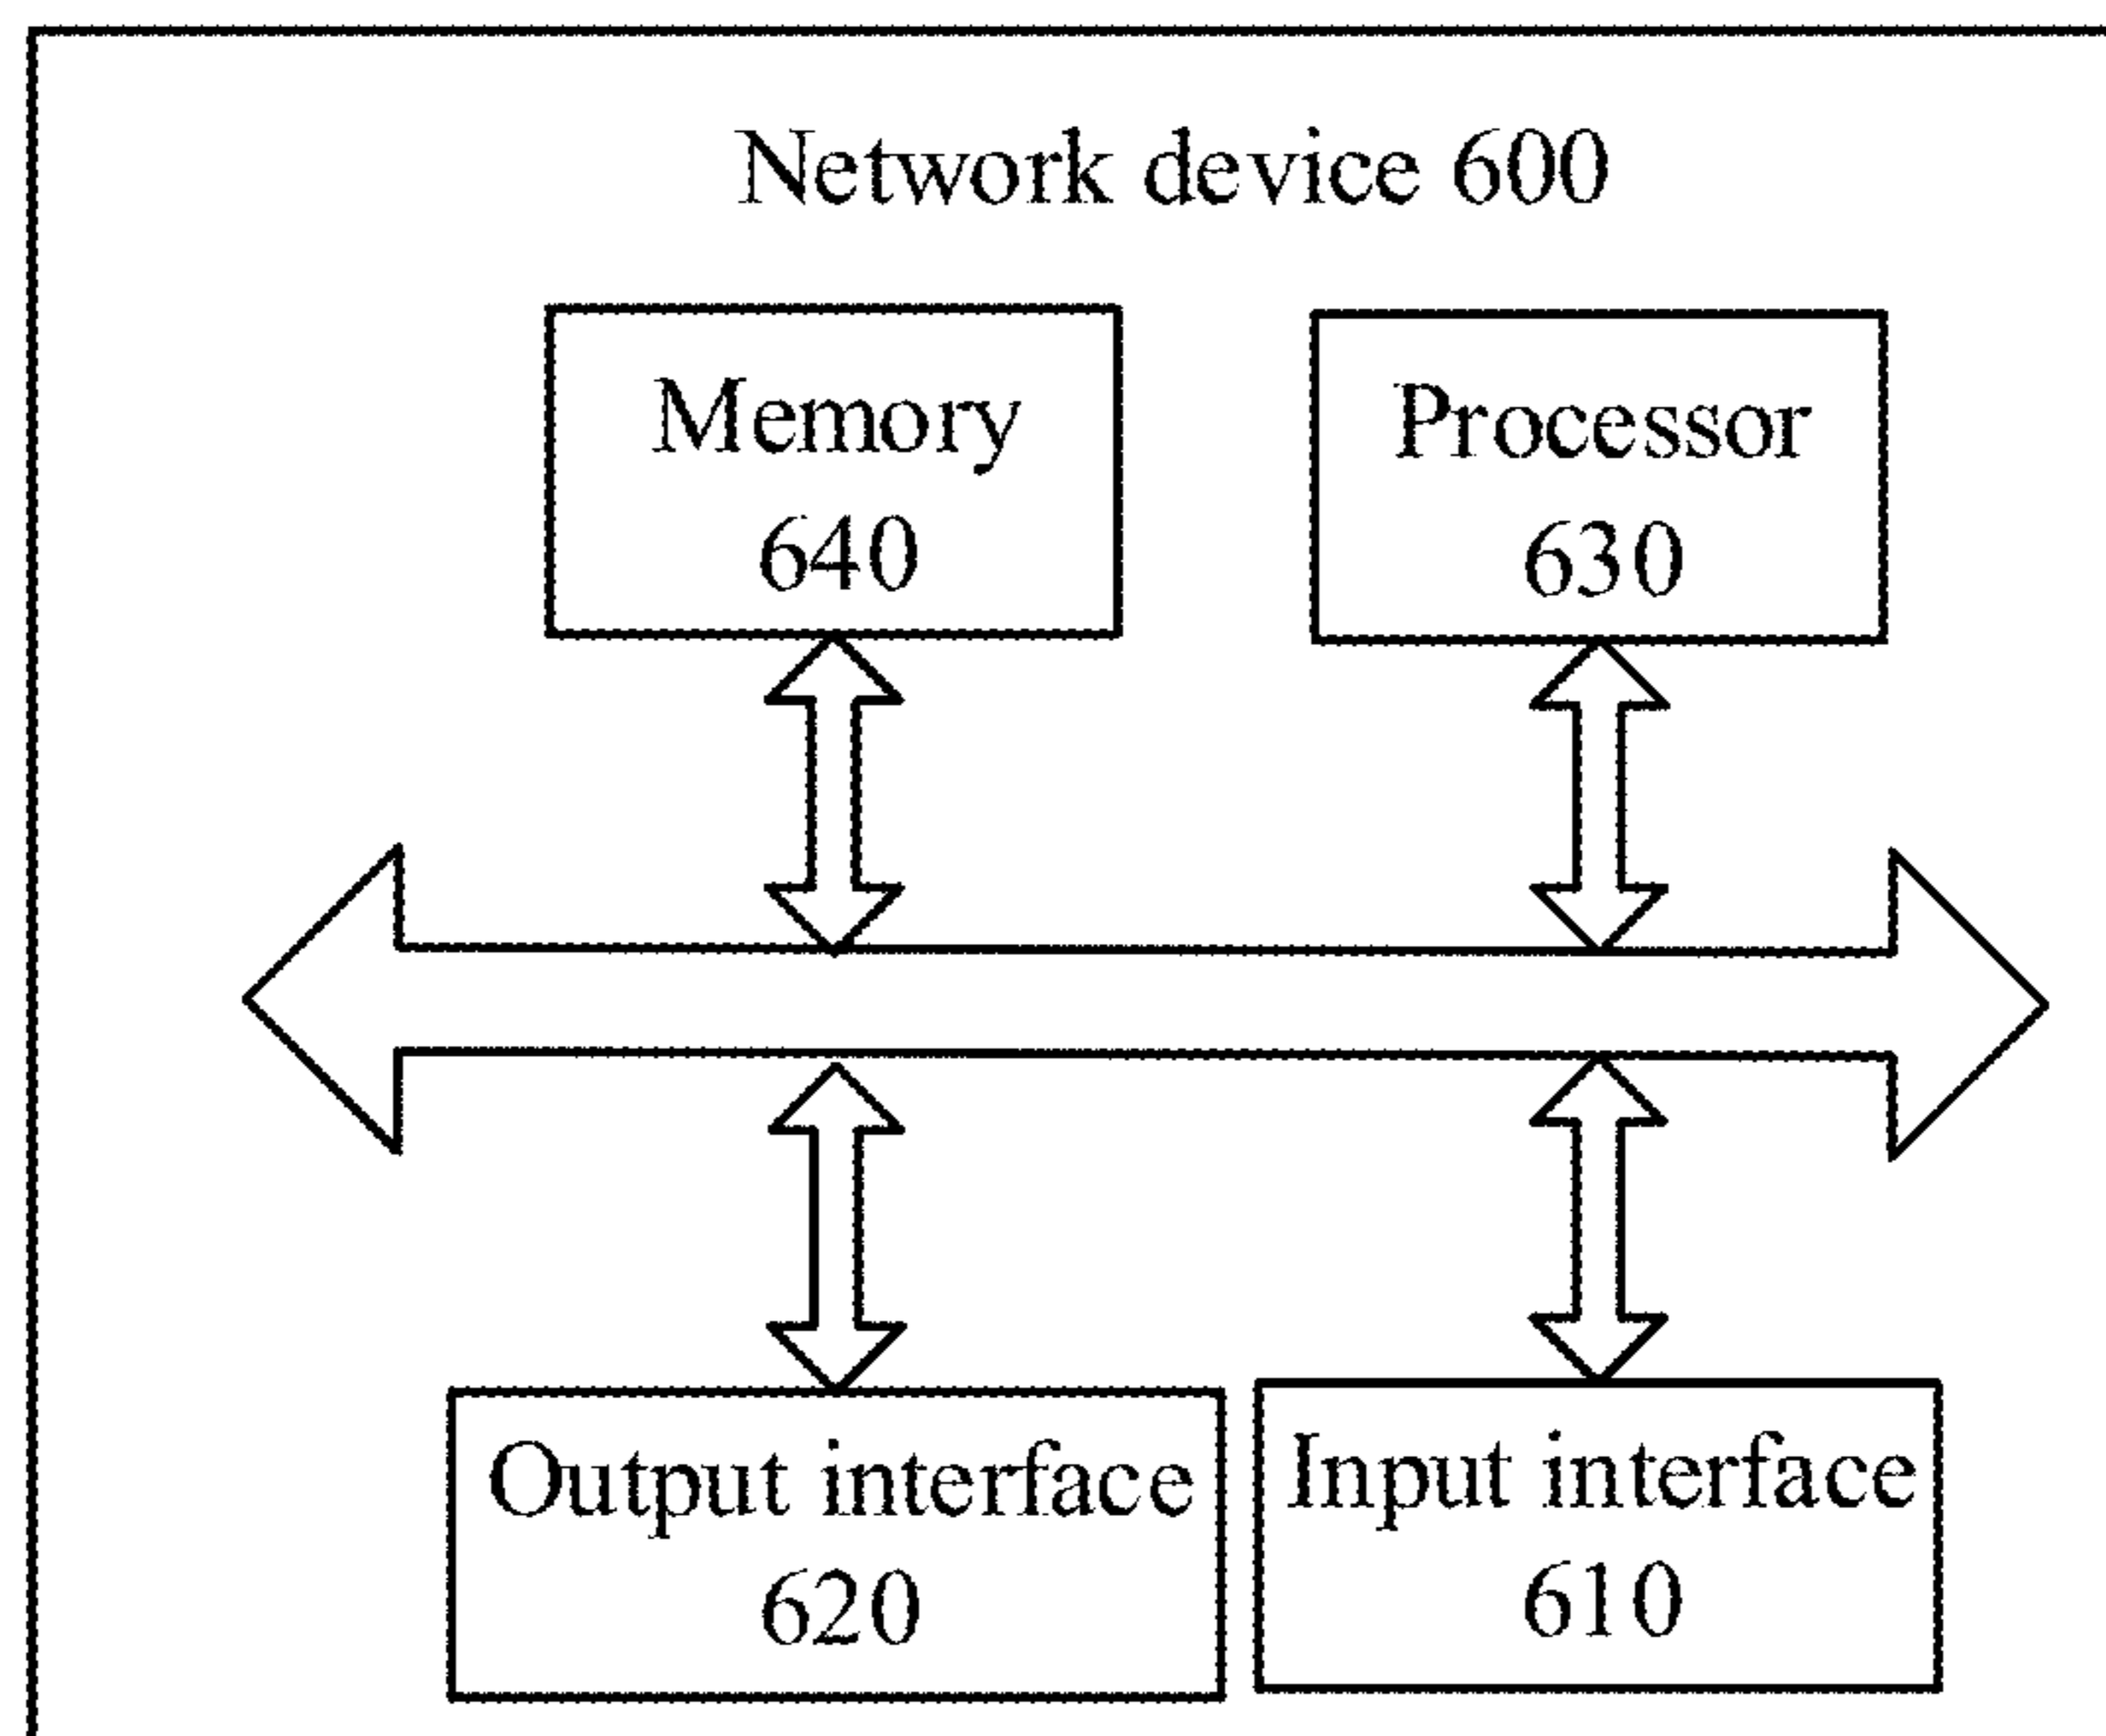 Network device 600
Memory
640
Processor
630
Output interface
620
Input interface
610